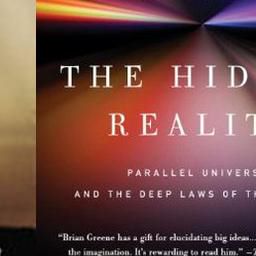 THE HID
REALIT
PARALLEL UNIVERS
AND THE DEEP LAWS OF TH
"Brian Greene has a gift for elucidating big ideas...
the imagination. It's rewarding to read him." —